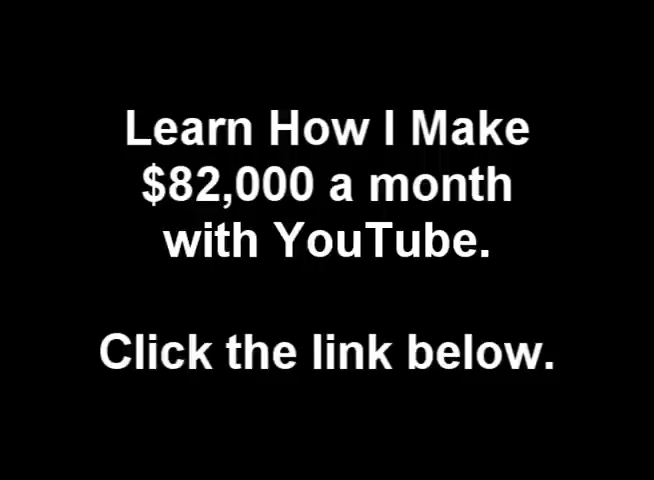 Learn How I Make
$82,000 a month
with YouTube.
Click the link below.